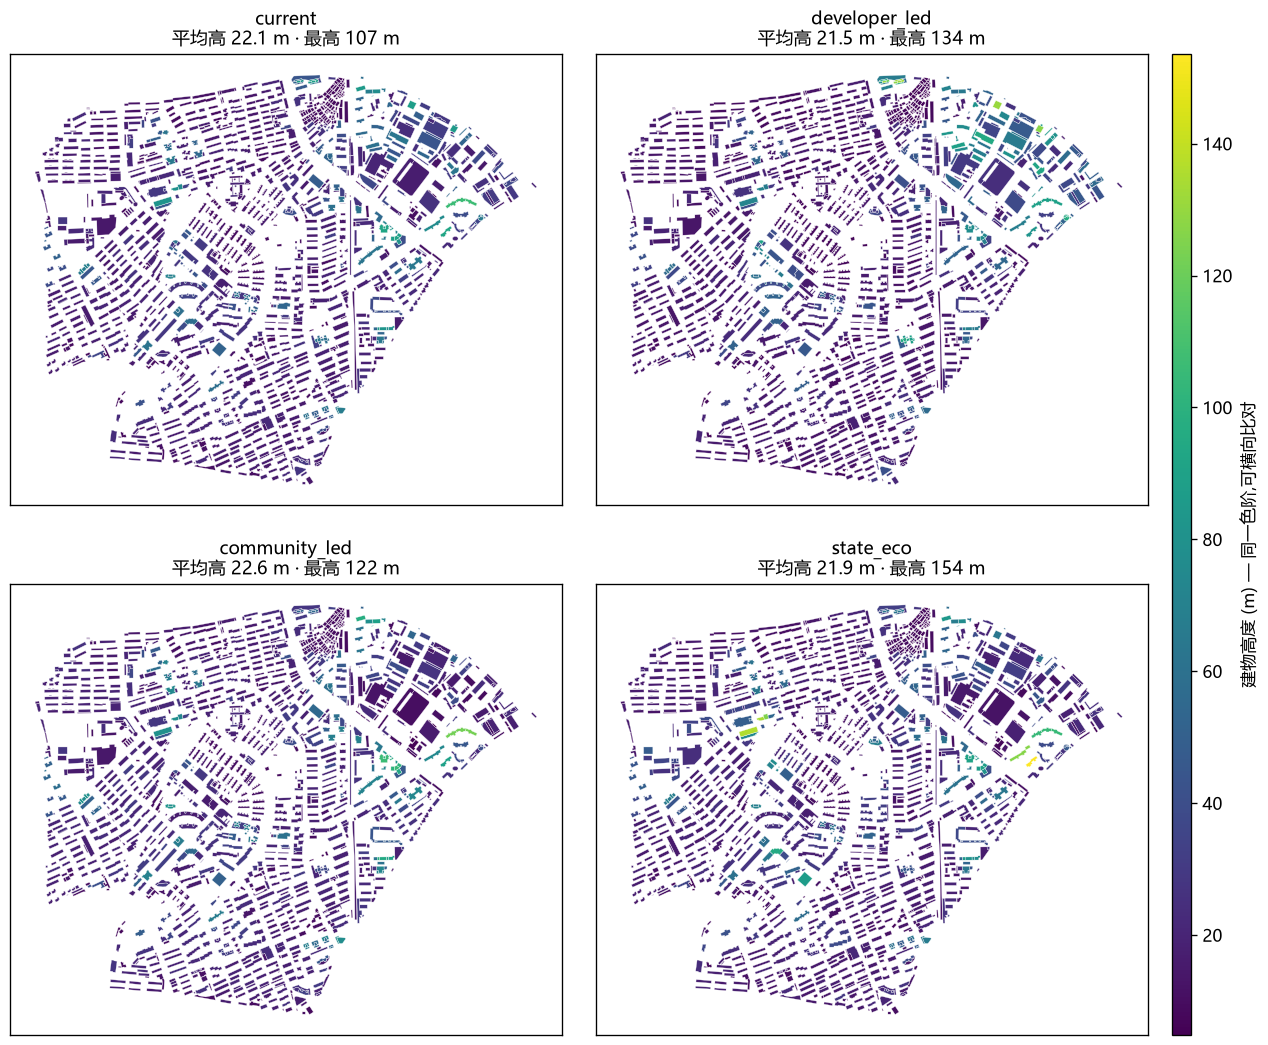 current
平均高 22.1 m · 最高 107 m
developer_led
平均高 21.5 m · 最高 134 m
community_led
平均高 22.6 m · 最高 122 m
state_eco
平均高 21.9 m · 最高 154 m
140
120
100
80
60
40
20
建物高度 (m) — 同一色阶,可横向比对